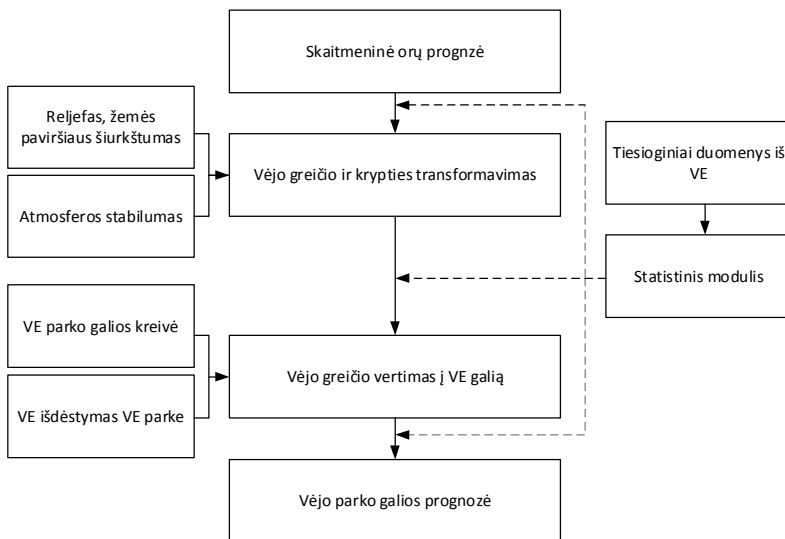 Skaitmeninė orų prognzė
Reljefas, žemės
paviršiaus šiurkštumas
Vėjo greičio ir krypties transformavimas
Tiesioginiai duomenys iš
VE
Atmosferos stabilumas
Statistinis modulis
VE parko galios kreivė
Vėjo greičio vertimas į VE galią
VE išdėstymas VE parke
Vėjo parko galios prognozė